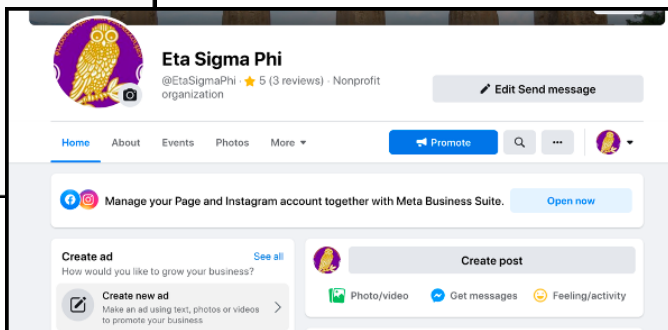 Eta Sigma Phi
@EtaSigmaPhi · 5 (3 reviews) · Nonprofit
organization
Edit Send message
Home About Events Photos More
Promote
Manage your Page and Instagram account together with Meta Business Suite.
Open now
Create ad
See all
How would you like to grow your business?
Create new ad
Make an ad using text, photos or videos
to promote your business
Create post
Photo/video
Get messages
Feeling/activity